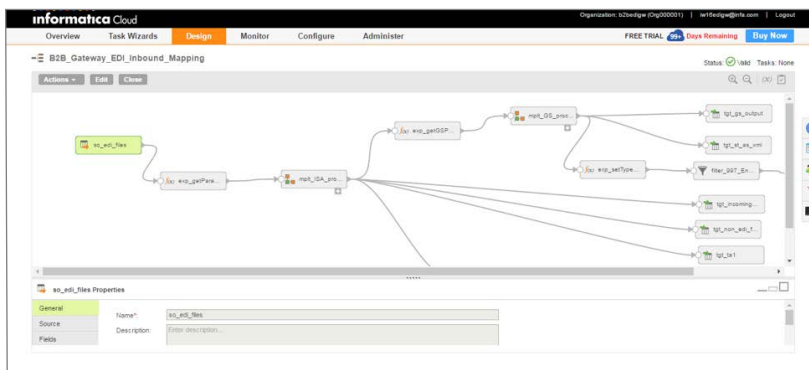 informatica Cloud
Organization: b2bedigw (Org000001) | iw16edigw@infa.com | Logout
Overview Task Wizards Design Monitor Configure Administer FREE TRIAL 99+ Days Remaining Buy Now
B2B_Gateway_EDI_Inbound_Mapping
Status: Valid Tasks: None
Actions Edit Close
tgt_gs_output
mplt_GS_proc...
f(x) exp_getGSP...
so_edi_files
tgt_st_as_xml
f(x) exp_setType...
filter_997_En...
f(x) exp_getPara...
mplt_ISA_pro...
tgt_incoming...
tgt_non_edi_f...
tgt_ta1
so_edi_files Properties
General
Name*: so_edi_files
Source
Description: Enter description...
Fields